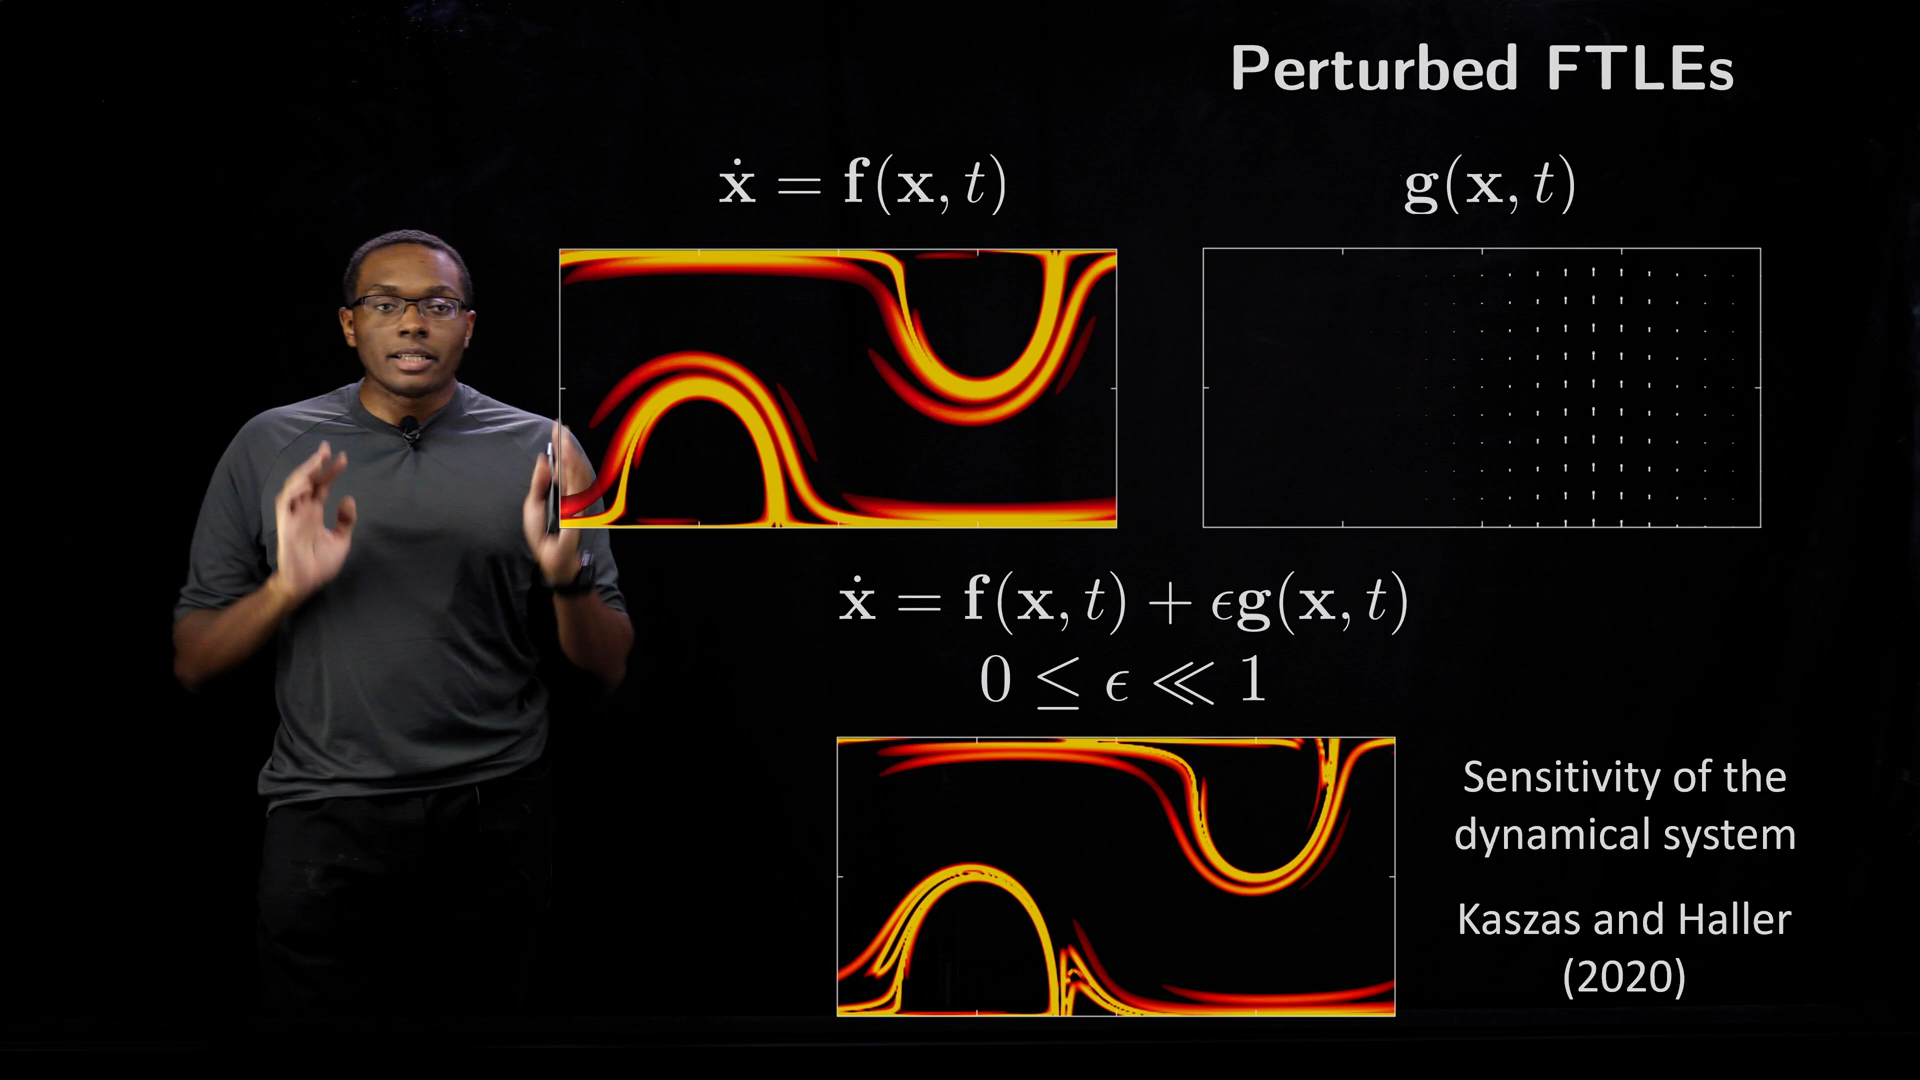 Perturbed FTLEs
ẋ = f(x, t)
g(x, t)
ẋ = f(x, t) + ϵg(x, t)
0 ≤ ϵ ≪ 1
Sensitivity of the
dynamical system
Kaszas and Haller
(2020)